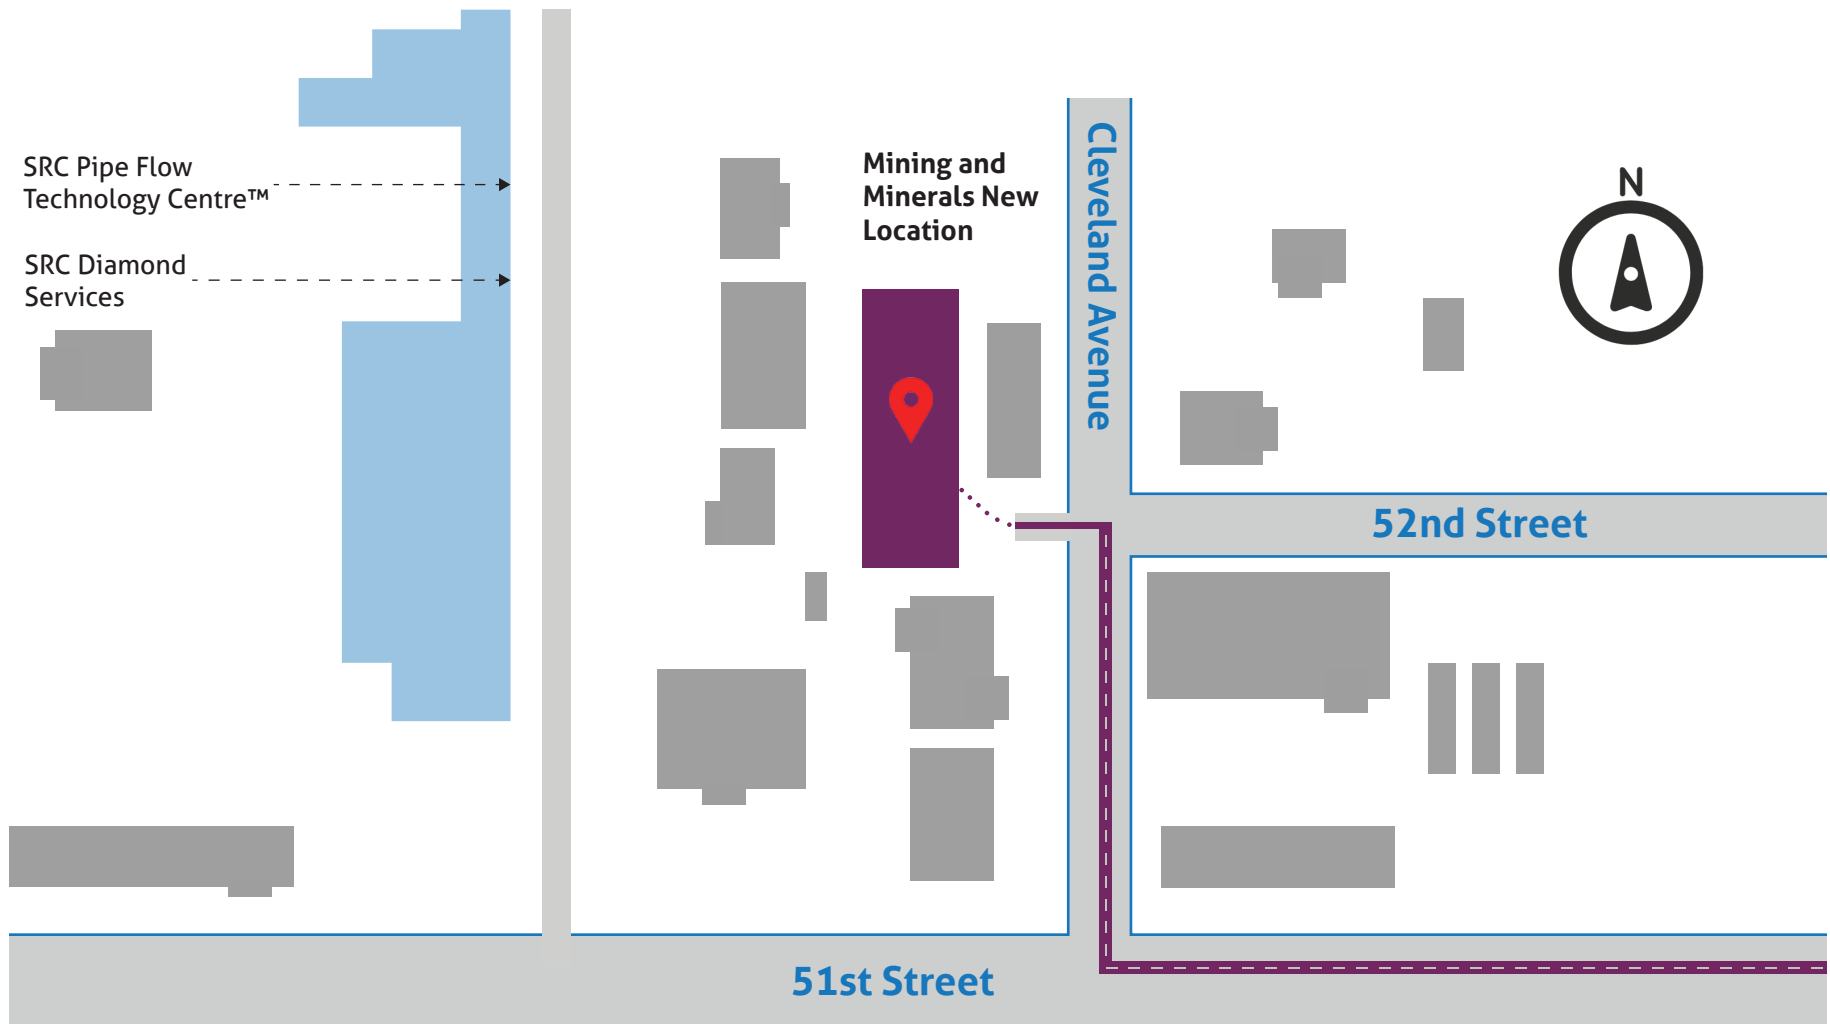 SRC Pipe Flow
Technology Centre™
SRC Diamond
Services
Mining and
Minerals New
Location
Cleveland Avenue
N
52nd Street
51st Street